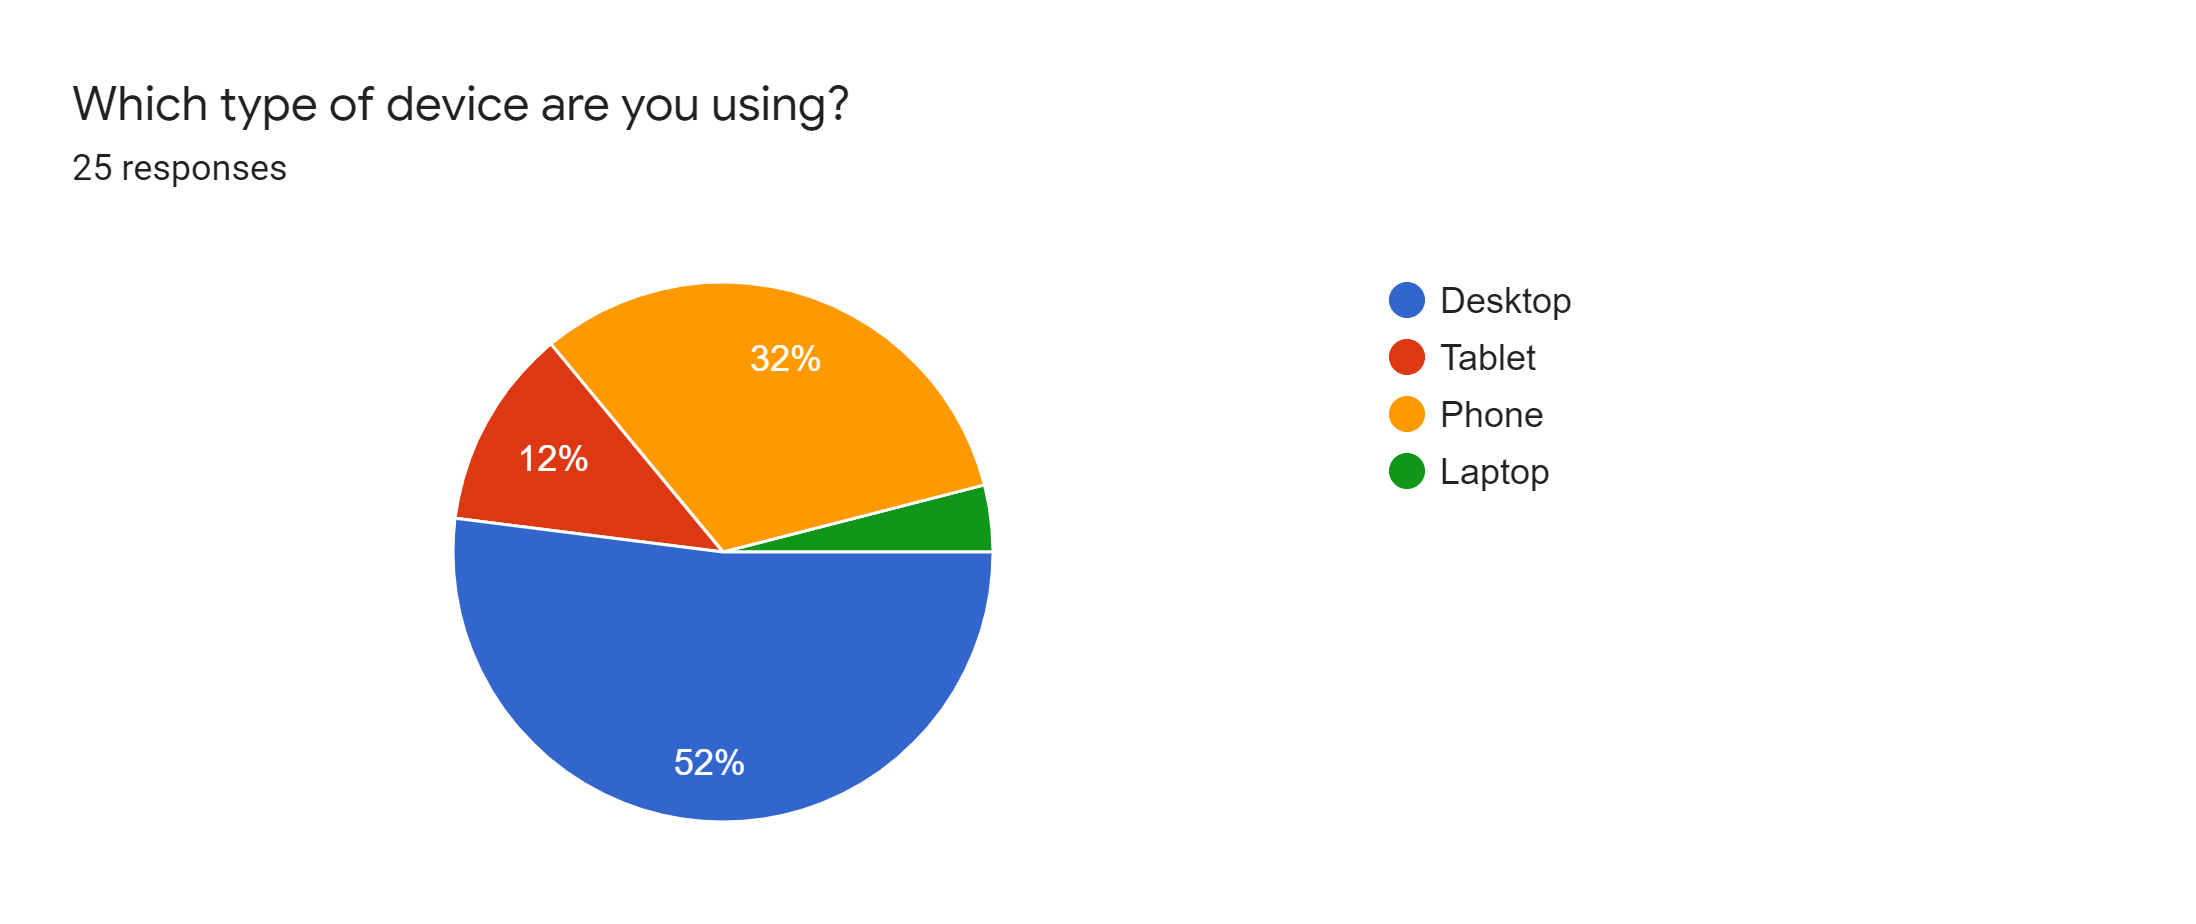 Which type of device are you using?
25 responses
32%
12%
52%
Desktop
Tablet
Phone
Laptop